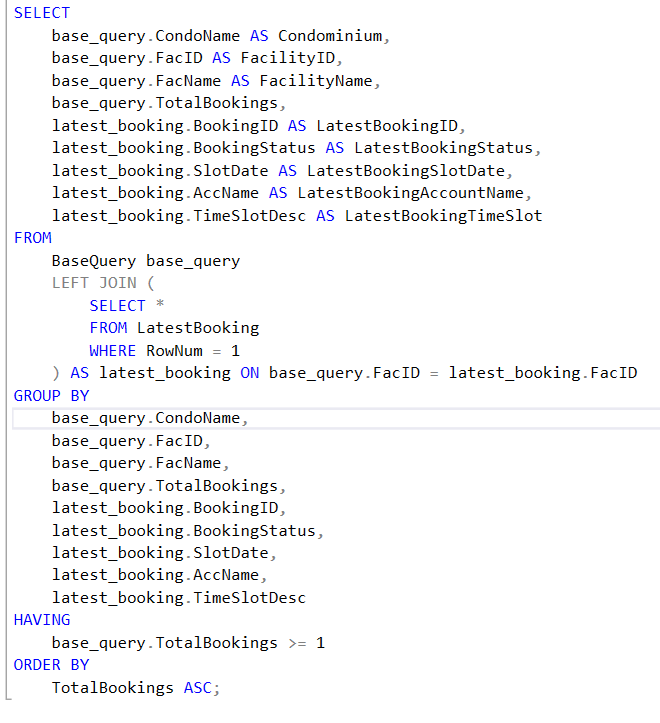 SELECT
    base_query.CondoName AS Condominium,
    base_query.FacID AS FacilityID,
    base_query.FacName AS FacilityName,
    base_query.TotalBookings,
    latest_booking.BookingID AS LatestBookingID,
    latest_booking.BookingStatus AS LatestBookingStatus,
    latest_booking.SlotDate AS LatestBookingSlotDate,
    latest_booking.AccName AS LatestBookingAccountName,
    latest_booking.TimeSlotDesc AS LatestBookingTimeSlot
FROM
    BaseQuery base_query
    LEFT JOIN (
        SELECT *
        FROM LatestBooking
        WHERE RowNum = 1
    ) AS latest_booking ON base_query.FacID = latest_booking.FacID
GROUP BY
    base_query.CondoName,
    base_query.FacID,
    base_query.FacName,
    base_query.TotalBookings,
    latest_booking.BookingID,
    latest_booking.BookingStatus,
    latest_booking.SlotDate,
    latest_booking.AccName,
    latest_booking.TimeSlotDesc
HAVING
    base_query.TotalBookings >= 1
ORDER BY
    TotalBookings ASC;